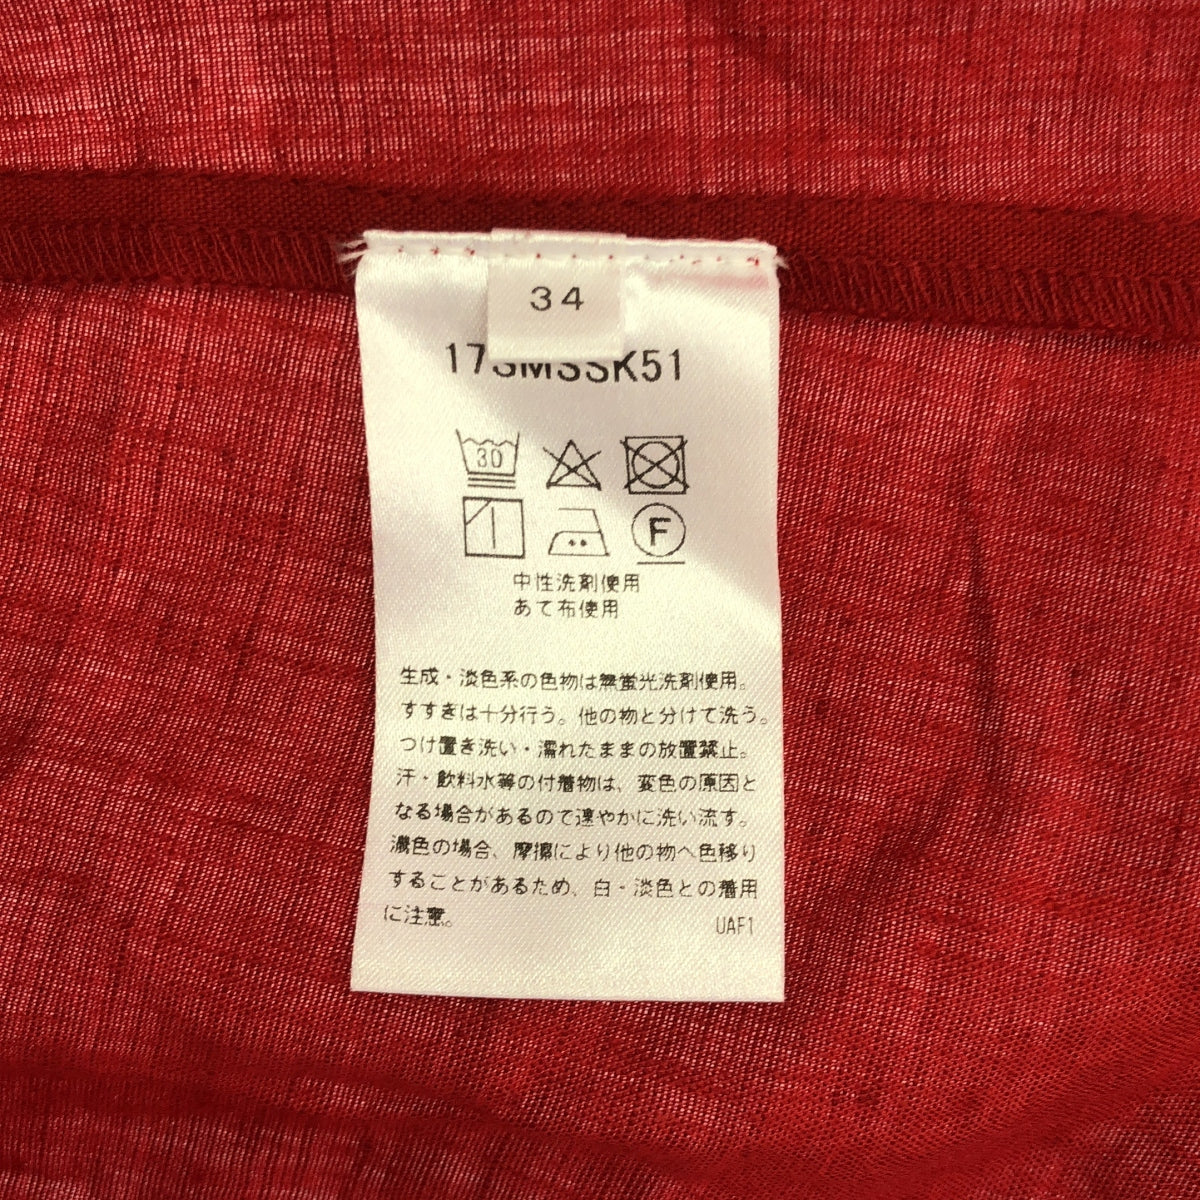 34
17SMSSK51
30
F
中性洗剤使用
あて布使用
生成・淡色系の色物は無蛍光洗剤使用。
すすぎは十分行う。他の物と分けて洗う。
つけ置き洗い・濡れたままの放置禁止。
汗・飲料水等の付着物は、変色の原因と
なる場合があるので速やかに洗い流す。
濃色の場合、摩擦により他の物へ色移り
することがあるため、白・淡色との着用
に注意。
UAF1